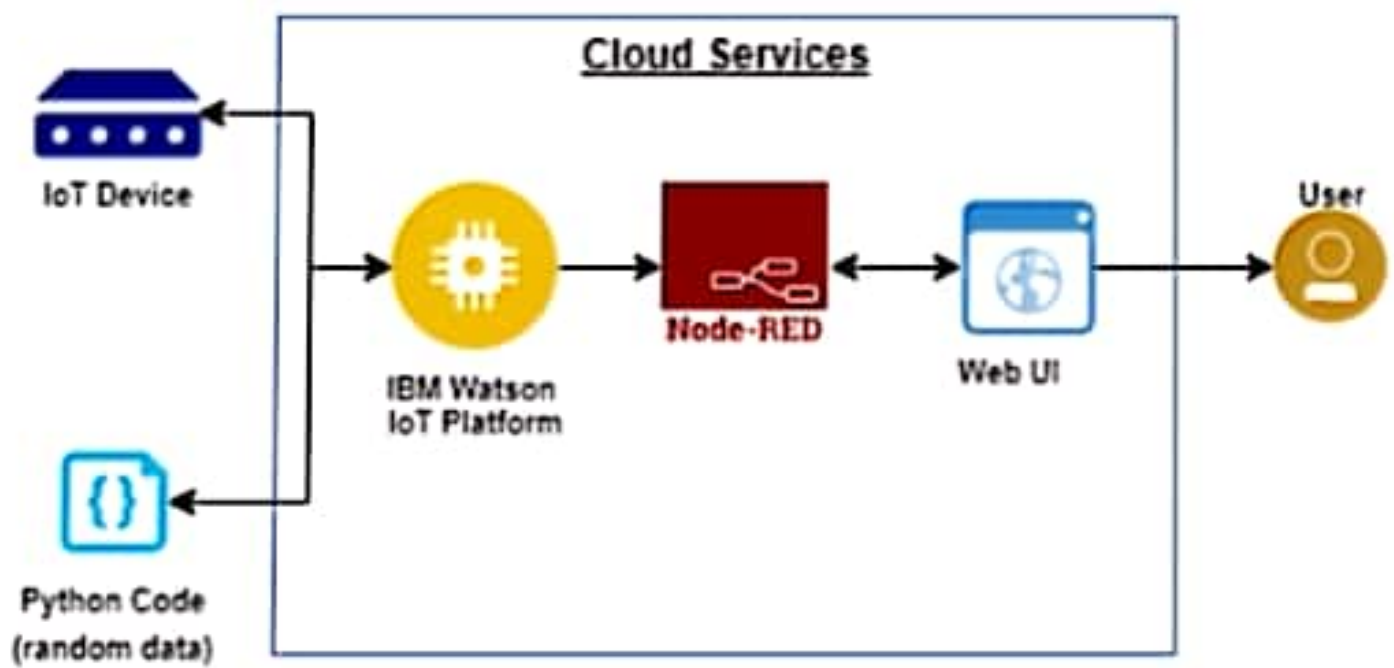 Cloud Services
IoT Device
User
Node-RED
Web UI
IBM Watson
IoT Platform
{}
Python Code
(random data)